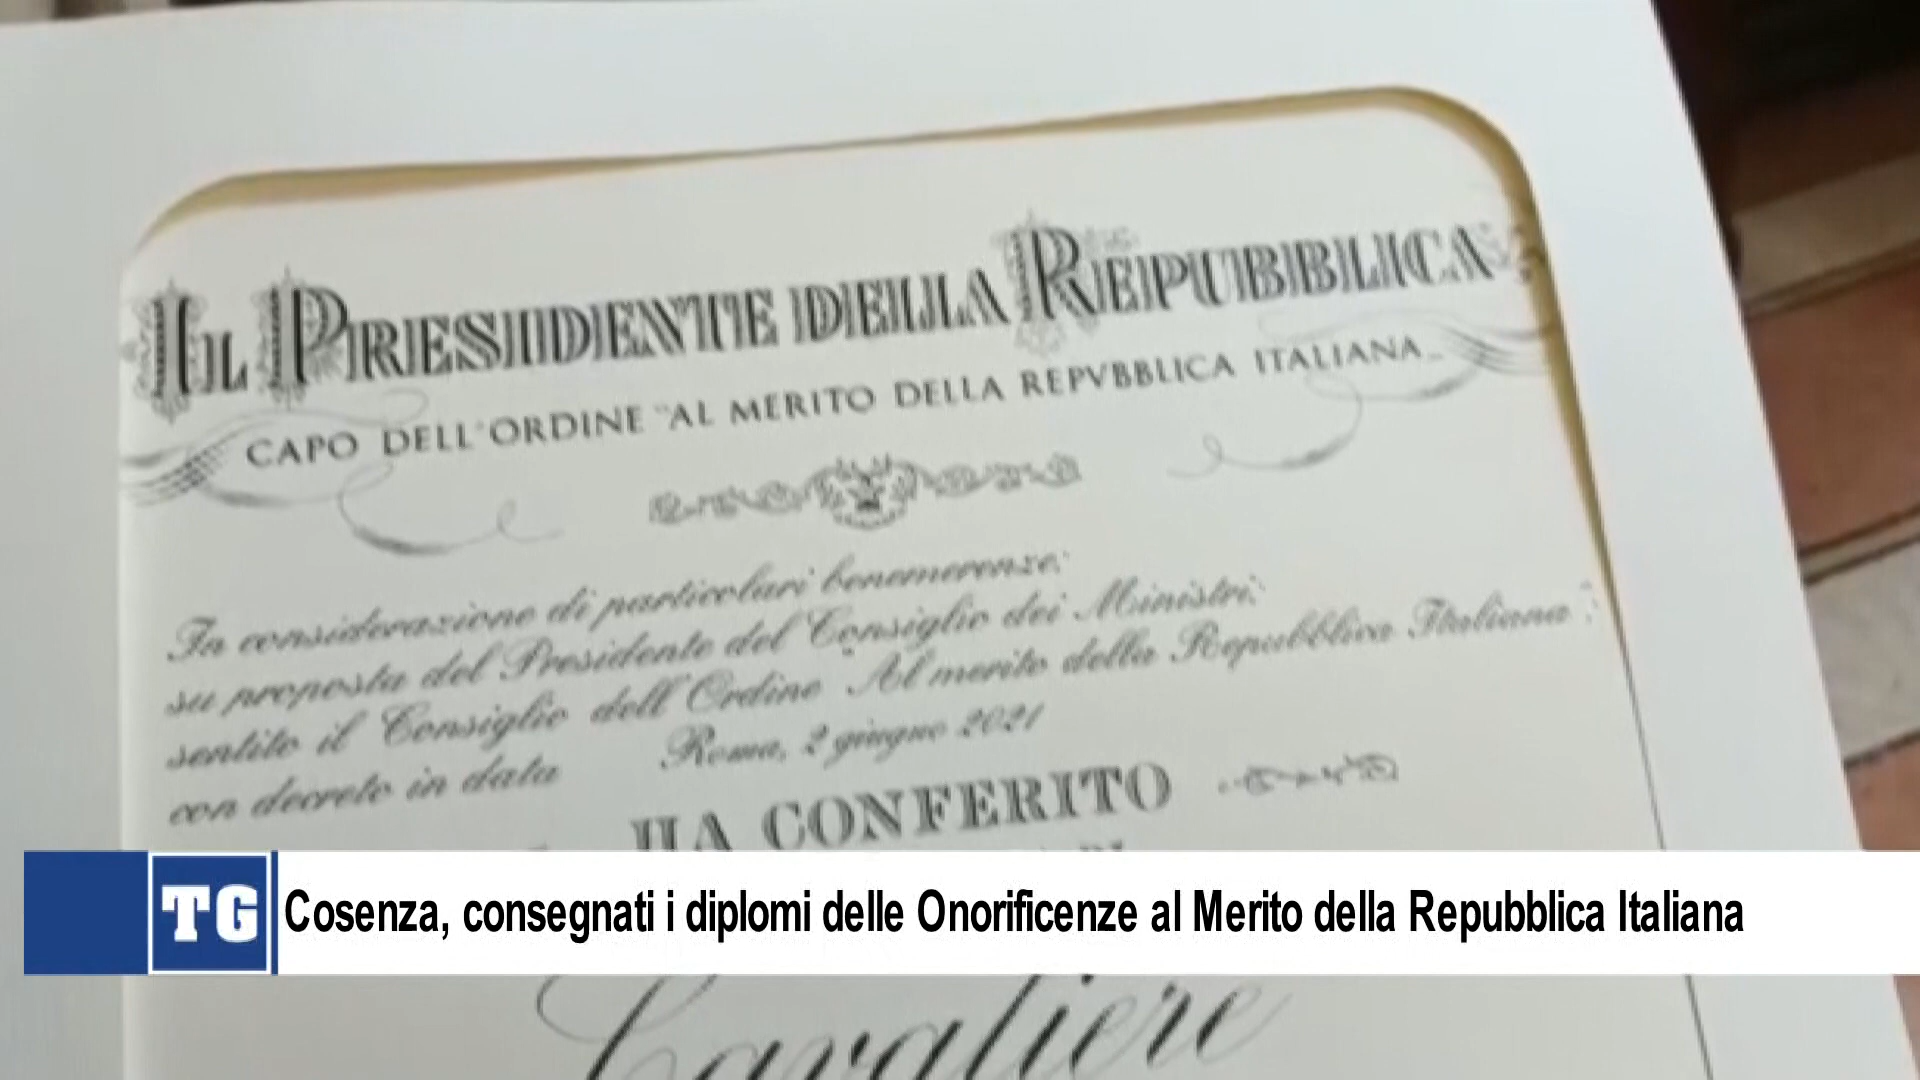 IL PRESIDENTE DELLA REPUBBLICA
CAPO DELL'ORDINE "AL MERITO DELLA REPVBBLICA ITALIANA"
In considerazione di particolari benemerenze;
su proposta del Presidente del Consiglio dei Ministri;
sentito il Consiglio dell'Ordine "Al merito della Repubblica Italiana";
con decreto in data Roma, 2 giugno 2021
HA CONFERITO
TG Cosenza, consegnati i diplomi delle Onorificenze al Merito della Repubblica Italiana
Cavaliere